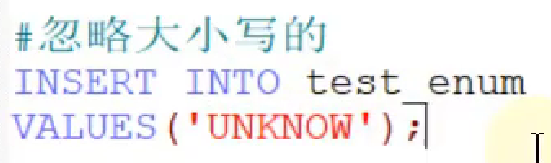 #忽略大小写的
INSERT INTO test_enum
VALUES('UNKNOW');